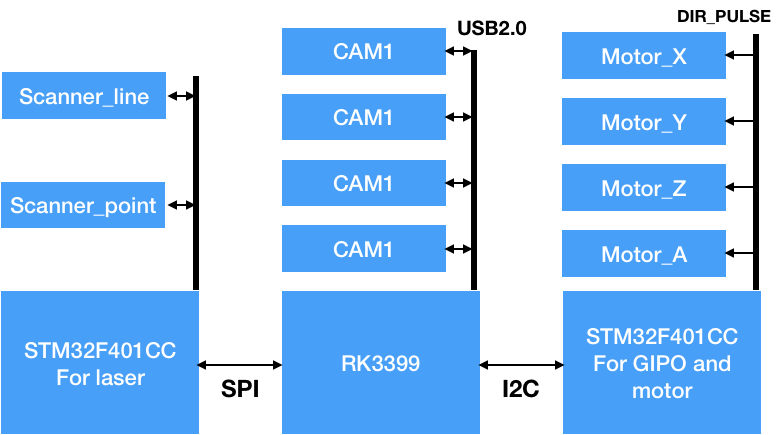 DIR_PULSE
USB2.0
CAM1
Motor_X
Scanner_line
CAM1
Motor_Y
CAM1
Motor_Z
Scanner_point
CAM1
Motor_A
STM32F401CC
For laser
SPI
RK3399
I2C
STM32F401CC
For GIPO and
motor